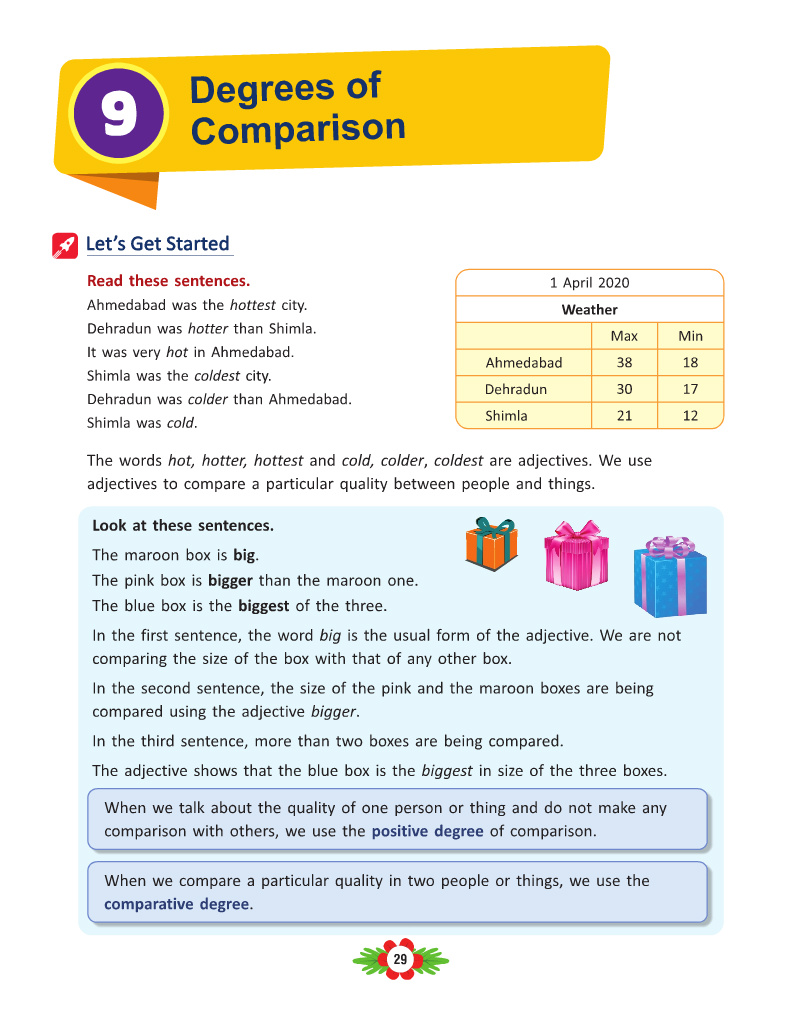 9
Degrees of
Comparison
Let's Get Started
Read these sentences.
Ahmedabad was the hottest city.
Dehradun was hotter than Shimla.
It was very hot in Ahmedabad.
Shimla was the coldest city.
Dehradun was colder than Ahmedabad.
Shimla was cold.
1 April 2020
Weather
Max Min
Ahmedabad 38 18
Dehradun 30 17
Shimla 21 12
The words hot, hotter, hottest and cold, colder, coldest are adjectives. We use
adjectives to compare a particular quality between people and things.
Look at these sentences.
The maroon box is big.
The pink box is bigger than the maroon one.
The blue box is the biggest of the three.
In the first sentence, the word big is the usual form of the adjective. We are not
comparing the size of the box with that of any other box.
In the second sentence, the size of the pink and the maroon boxes are being
compared using the adjective bigger.
In the third sentence, more than two boxes are being compared.
The adjective shows that the blue box is the biggest in size of the three boxes.
When we talk about the quality of one person or thing and do not make any
comparison with others, we use the positive degree of comparison.
When we compare a particular quality in two people or things, we use the
comparative degree.
29